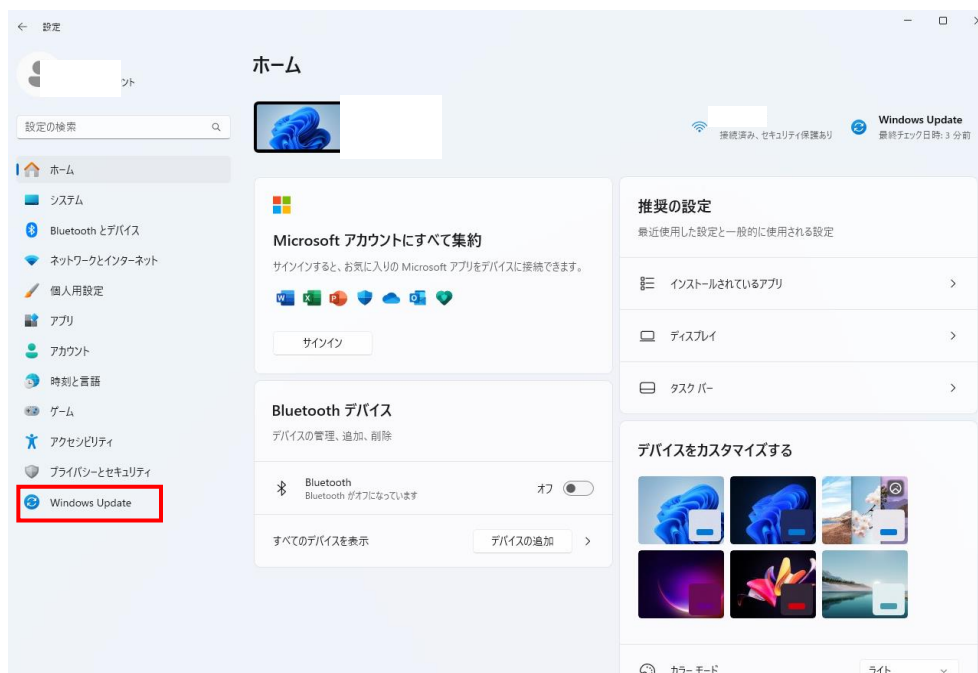 設定
ント
設定の検索
ホーム
システム
Bluetooth とデバイス
ネットワークとインターネット
個人用設定
アプリ
アカウント
時刻と言語
ゲーム
アクセシビリティ
プライバシーとセキュリティ
Windows Update
ホーム
接続済み、セキュリティ保護あり
Windows Update
最終チェック日時: 3 分前
Microsoft アカウントにすべて集約
サインインすると、お気に入りの Microsoft アプリをデバイスに接続できます。
サインイン
Bluetooth デバイス
デバイスの管理、追加、削除
Bluetooth
Bluetooth がオフになっています
オフ
すべてのデバイスを表示
デバイスの追加
推奨の設定
最近使用した設定と一般的に使用される設定
インストールされているアプリ
ディスプレイ
タスク バー
デバイスをカスタマイズする
カラー モード
ライト